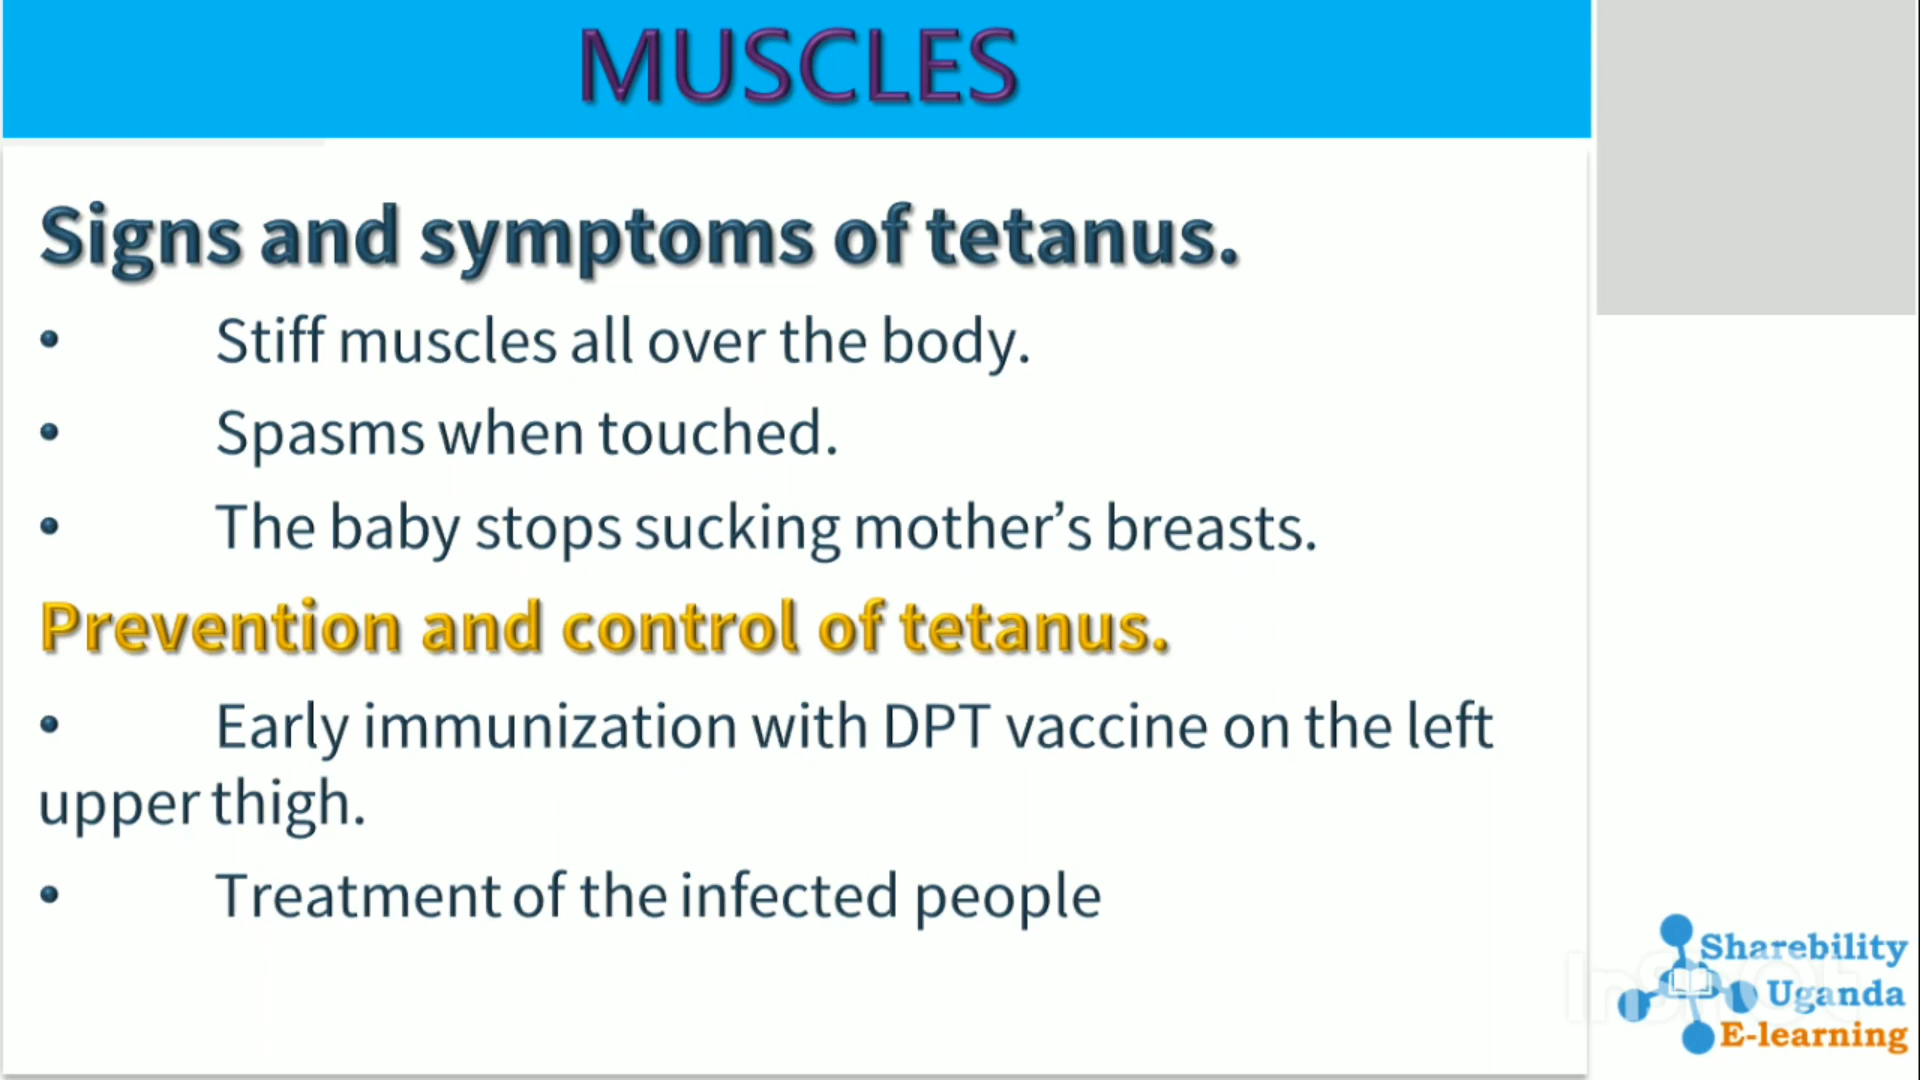 MUSCLES
Signs and symptoms of tetanus.
• Stiff muscles all over the body.
• Spasms when touched.
• The baby stops sucking mother's breasts.
Prevention and control of tetanus.
• Early immunization with DPT vaccine on the left
upper thigh.
• Treatment of the infected people
Sharebility
Uganda
E-learning
InShOt